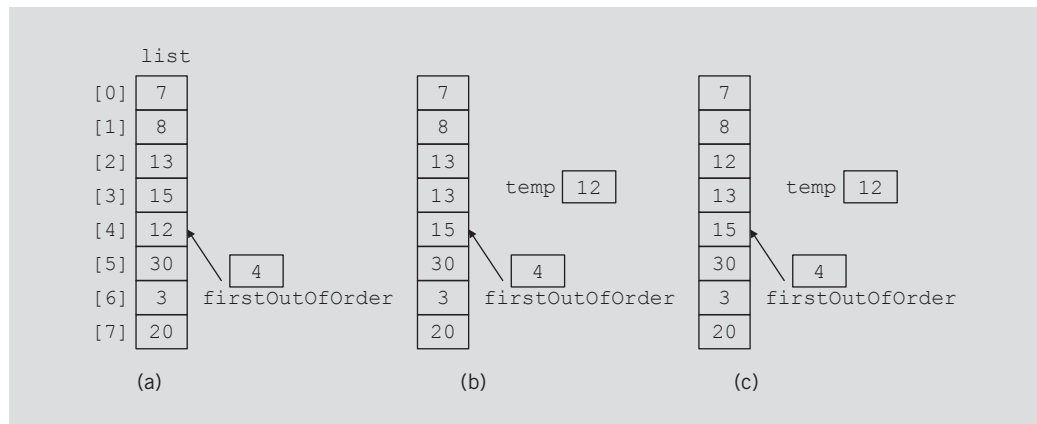 list
[0] 7 7 7
[1] 8 8 8
[2] 13 13 12
temp 12 temp 12
[3] 15 13 13
[4] 12 15 15
[5] 30 30 30
4 4 4
[6] 3 firstOutOfOrder 3 firstOutOfOrder 3 firstOutOfOrder
[7] 20 20 20
(a) (b) (c)